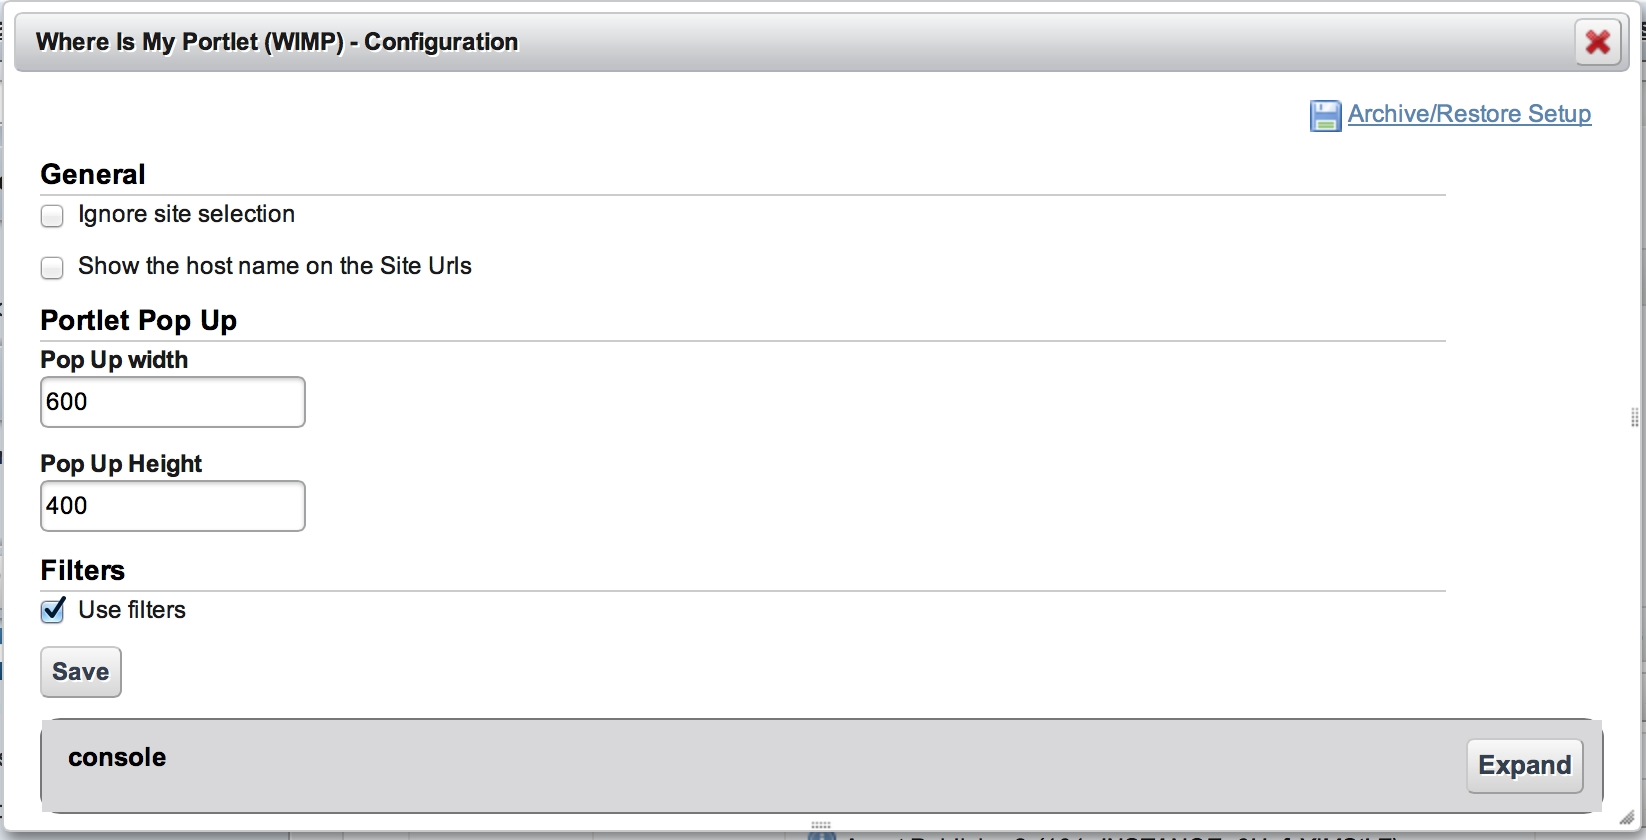 Where Is My Portlet (WIMP) - Configuration
Archive/Restore Setup
General
Ignore site selection
Show the host name on the Site Urls
Portlet Pop Up
Pop Up width
600
Pop Up Height
400
Filters
Use filters
Save
console
Expand